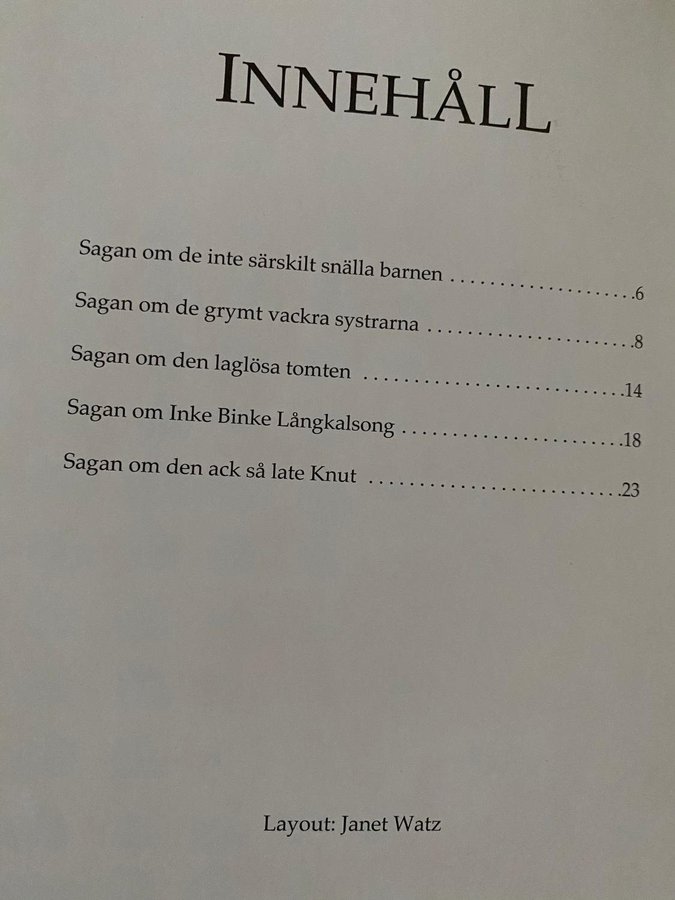 INNEHÅLL
Sagan om de inte särskilt snälla barnen . . . . . . . . . . . . . . . . . . . .6
Sagan om de grymt vackra systrarna . . . . . . . . . . . . . . . . . . . . . .8
Sagan om den laglösa tomten . . . . . . . . . . . . . . . . . . . . . . . . . . .14
Sagan om Inke Binke Långkalsong . . . . . . . . . . . . . . . . . . . . . . .18
Sagan om den ack så late Knut . . . . . . . . . . . . . . . . . . . . . . . . . .23
Layout: Janet Watz